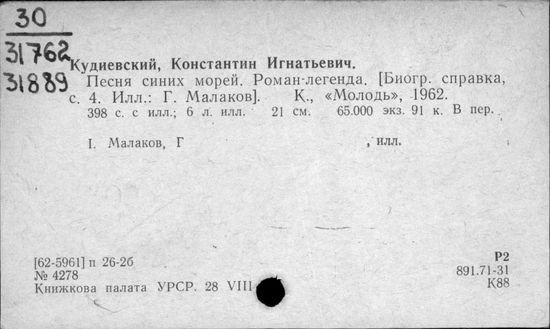 30
31762
31889
Кудиевский, Константин Игнатьевич.
Песня синих морей. Роман-легенда. [Биогр. справка,
с. 4. Илл.: Г. Малаков]. К., «Молодь», 1962.
398 с. с илл.; 6 л. илл. 21 см. 65.000 экз. 91 к. В пер.
I. Малаков, Г , илл.
[62-5961] п 26-2б
№ 4278
Книжкова палата УРСР. 28 VIII
Р2
891.71-31
К88